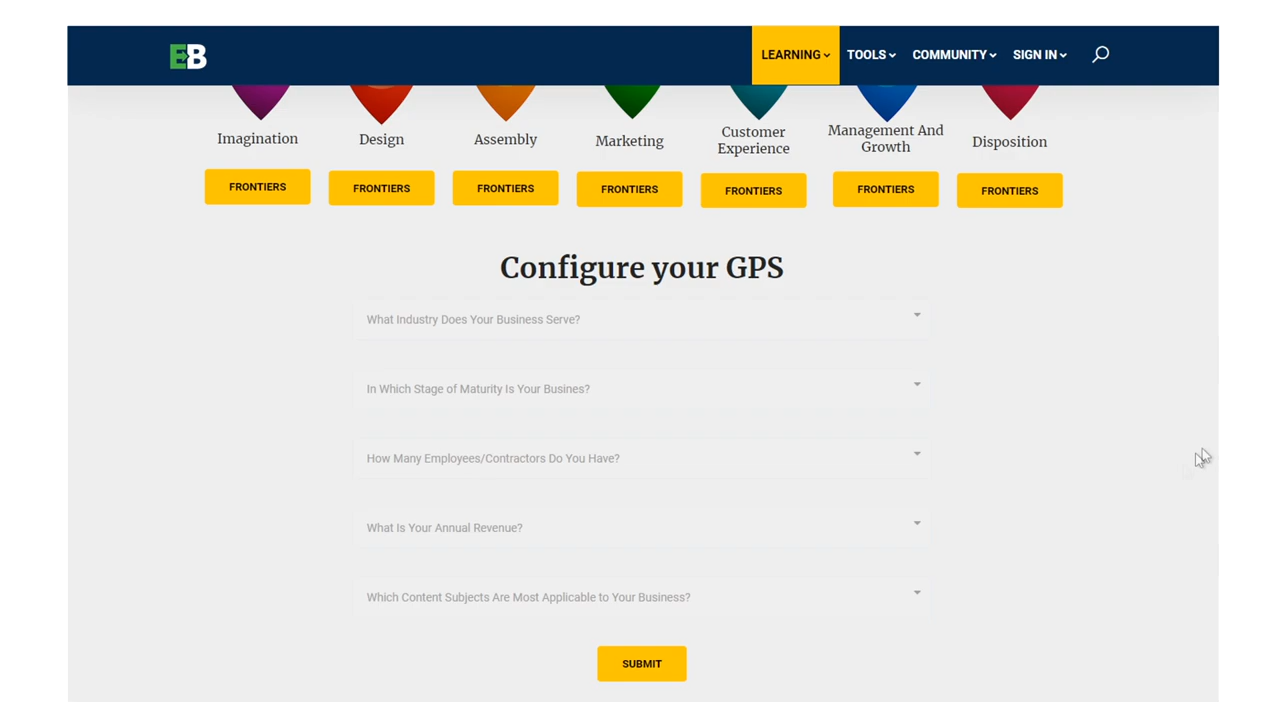 EB
LEARNING TOOLS COMMUNITY SIGN IN
Imagination
Design
Assembly
Marketing
Customer
Experience
Management And
Growth
Disposition
FRONTIERS FRONTIERS FRONTIERS FRONTIERS FRONTIERS FRONTIERS FRONTIERS
Configure your GPS
What Industry Does Your Business Serve?
In Which Stage of Maturity Is Your Busines?
How Many Employees/Contractors Do You Have?
What Is Your Annual Revenue?
Which Content Subjects Are Most Applicable to Your Business?
SUBMIT